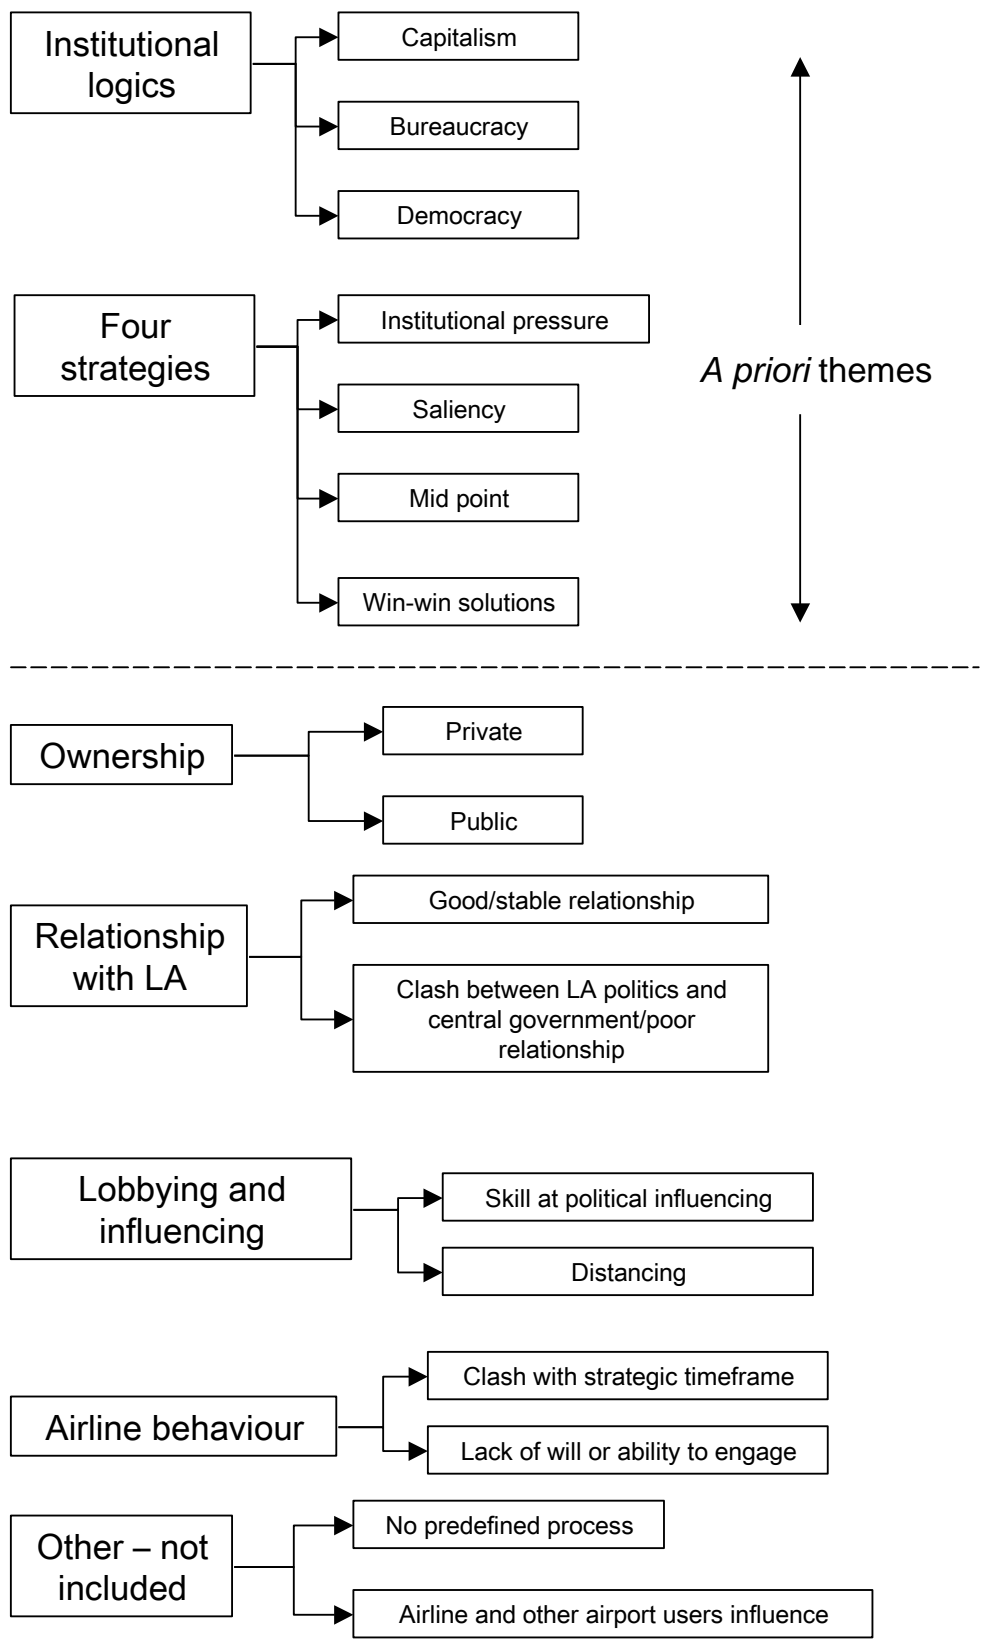 Institutional
logics
Capitalism
Bureaucracy
Democracy
Four
strategies
Institutional pressure
Saliency
Mid point
Win-win solutions
A priori themes
Ownership
Private
Public
Relationship
with LA
Good/stable relationship
Clash between LA politics and
central government/poor
relationship
Lobbying and
influencing
Skill at political influencing
Distancing
Airline behaviour
Clash with strategic timeframe
Lack of will or ability to engage
Other – not
included
No predefined process
Airline and other airport users influence